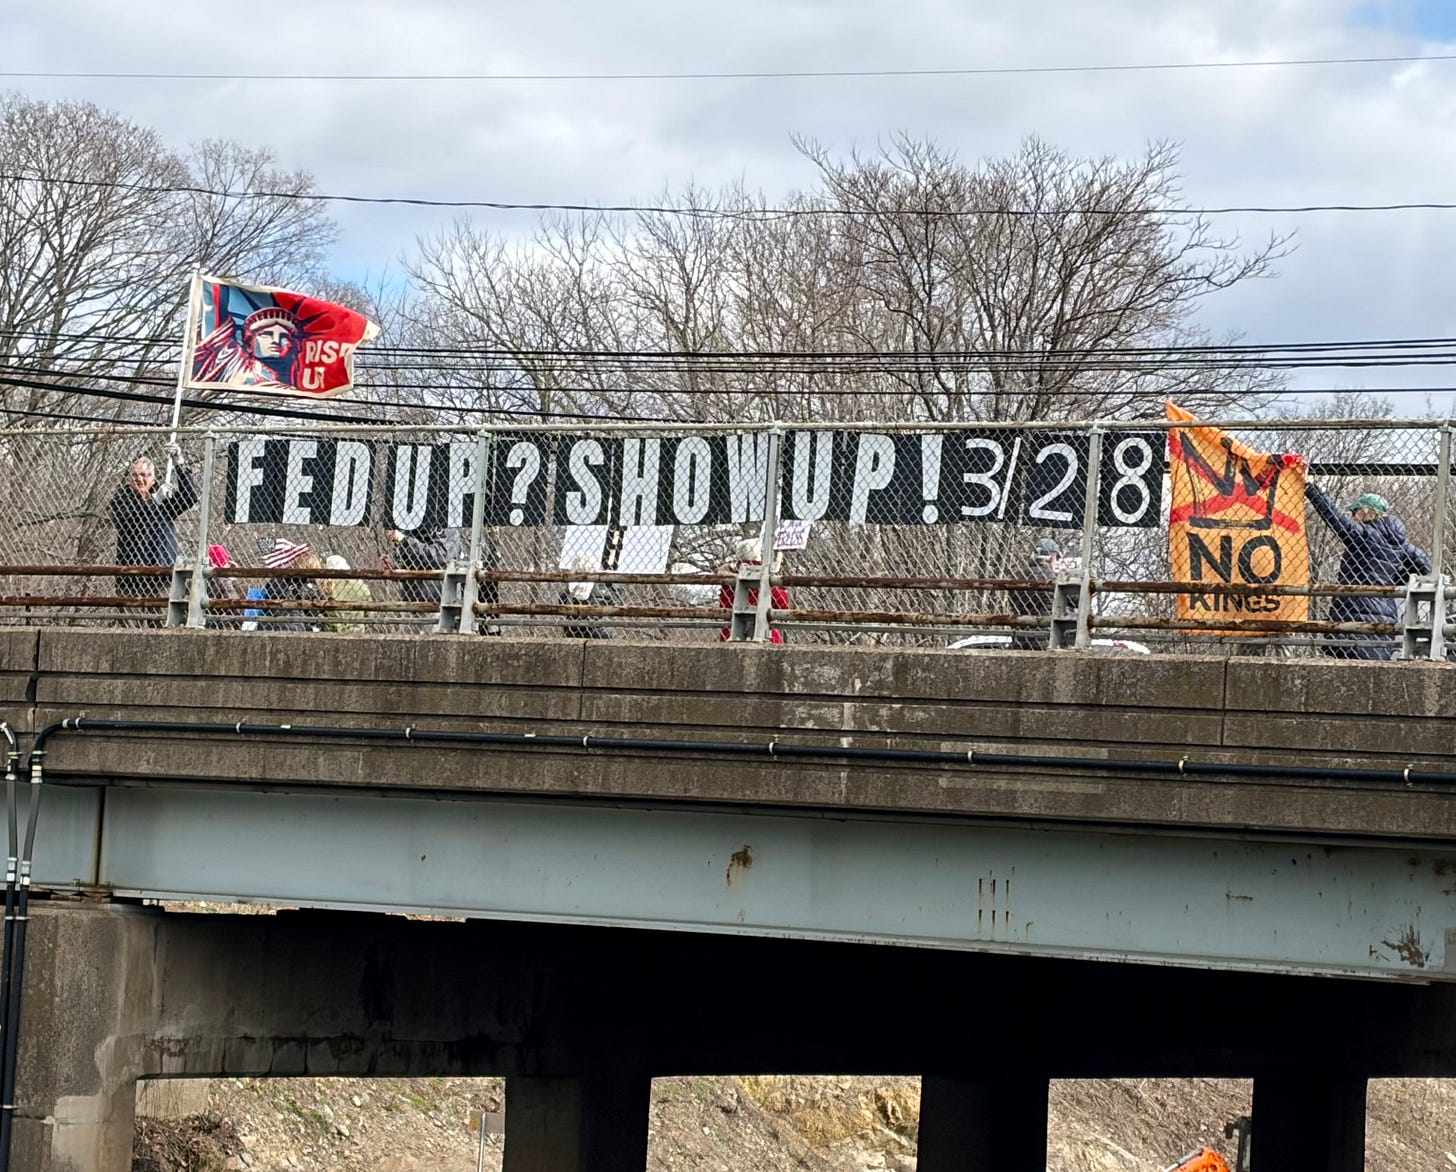 RISE
UP
FED UP? SHOW UP! 3/28
NO
KINGS